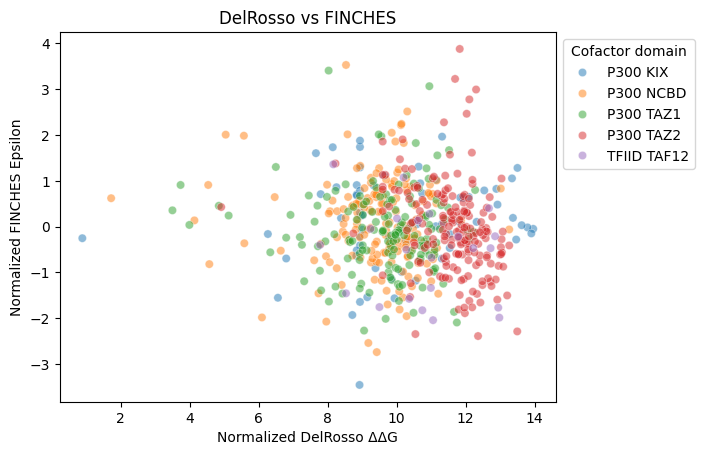 DelRosso vs FINCHES
Cofactor domain
P300 KIX
P300 NCBD
P300 TAZ1
P300 TAZ2
TFIID TAF12
Normalized FINCHES Epsilon
4
3
2
1
0
−1
−2
−3
2 4 6 8 10 12 14
Normalized DelRosso ΔΔG